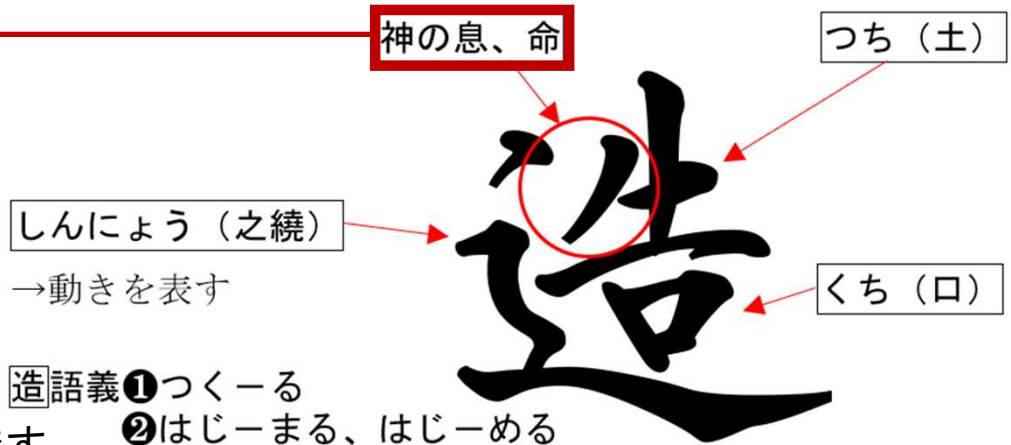 神の息、命
つち（土）
造
しんにょう（之繞）
→動きを表す
くち（口）
造語義❶つくーる
❷はじーまる、はじーめる